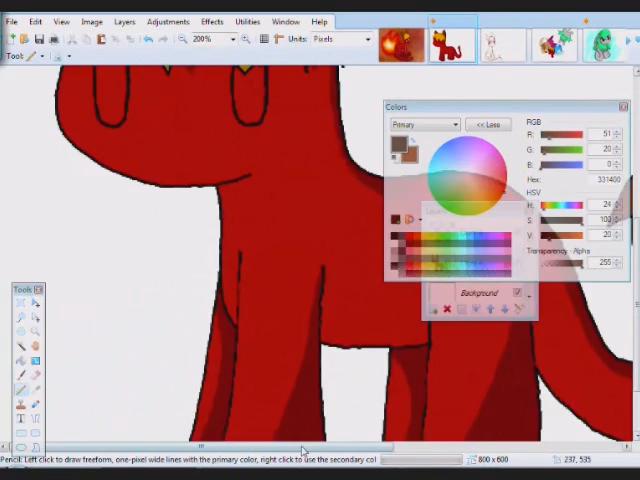 File Edit View Image Layers Adjustments Effects Utilities Window Help
200% Units: Pixels
Tool:
Colors
Primary << Less
RGB
R: 51
G: 20
B: 0
Hex: 331400
HSV
H: 24
S: 100
V: 20
Transparency - Alpha
255
Layers
Background
Tools
Pencil: Left click to draw freeform, one-pixel wide lines with the primary color, right click to use the secondary col
800 x 600
237, 535